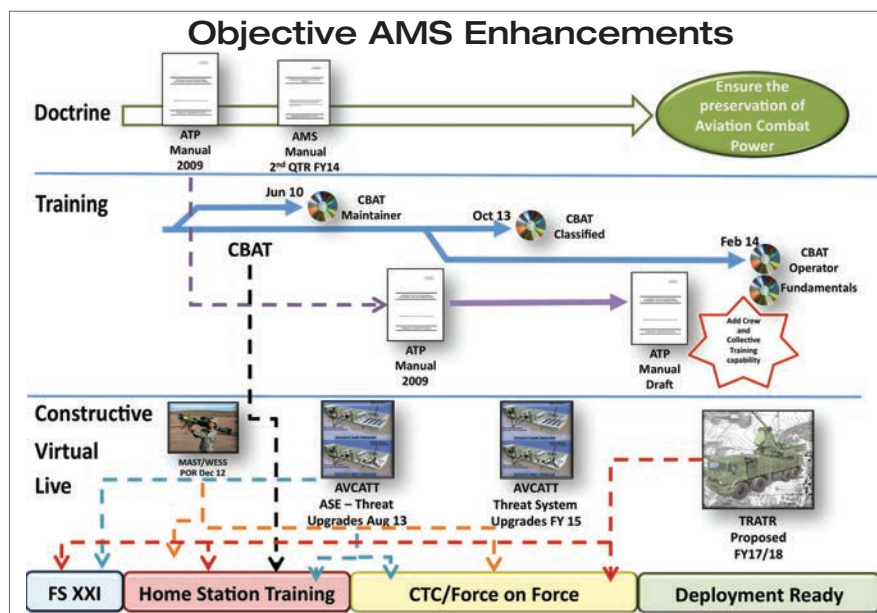 Objective AMS Enhancements
Doctrine
ATP
Manual
2009
AMS
Manual
2nd QTR FY14
Ensure the
preservation of
Aviation Combat
Power
Training
Jun 10
CBAT
Maintainer
Oct 13
CBAT
Classified
Feb 14
CBAT
Operator
Fundamentals
CBAT
ATP
Manual
2009
ATP
Manual
Draft
Add Crew
and
Collective
Training
capability
Constructive
Virtual
Live
MAST/WESS
POR Dec 12
AVCATT
ASE – Threat
Upgrades Aug 13
AVCATT
Threat System
Upgrades FY 15
TRATR
Proposed
FY17/18
FS XXI
Home Station Training
CTC/Force on Force
Deployment Ready